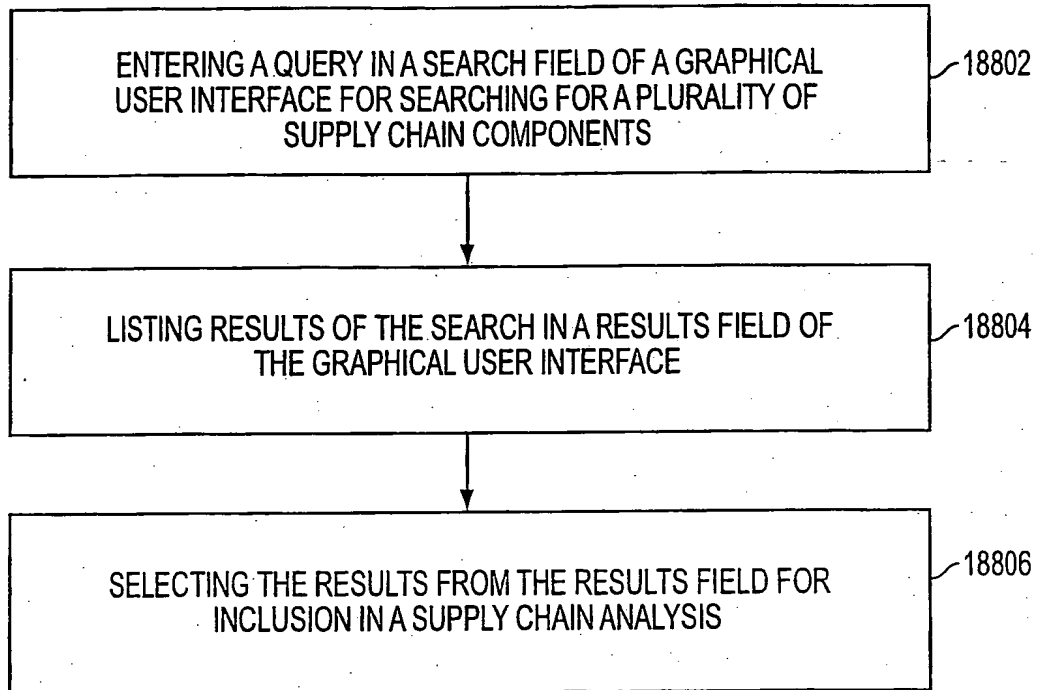 ENTERING A QUERY IN A SEARCH FIELD OF A GRAPHICAL
USER INTERFACE FOR SEARCHING FOR A PLURALITY OF
SUPPLY CHAIN COMPONENTS
18802
LISTING RESULTS OF THE SEARCH IN A RESULTS FIELD OF
THE GRAPHICAL USER INTERFACE
18804
SELECTING THE RESULTS FROM THE RESULTS FIELD FOR
INCLUSION IN A SUPPLY CHAIN ANALYSIS
18806